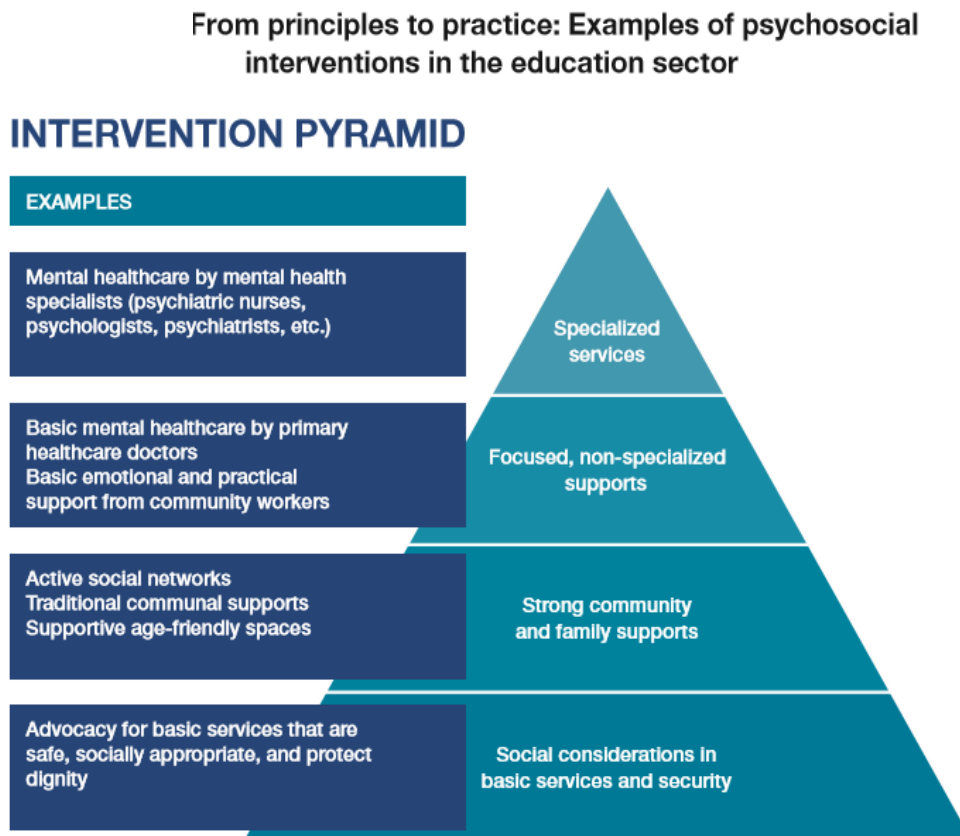 From principles to practice: Examples of psychosocial
interventions in the education sector
INTERVENTION PYRAMID
EXAMPLES
Mental healthcare by mental health
specialists (psychiatric nurses,
psychologists, psychiatrists, etc.)
Specialized
services
Basic mental healthcare by primary
healthcare doctors
Basic emotional and practical
support from community workers
Focused, non-specialized
supports
Active social networks
Traditional communal supports
Supportive age-friendly spaces
Strong community
and family supports
Advocacy for basic services that are
safe, socially appropriate, and protect
dignity
Social considerations in
basic services and security